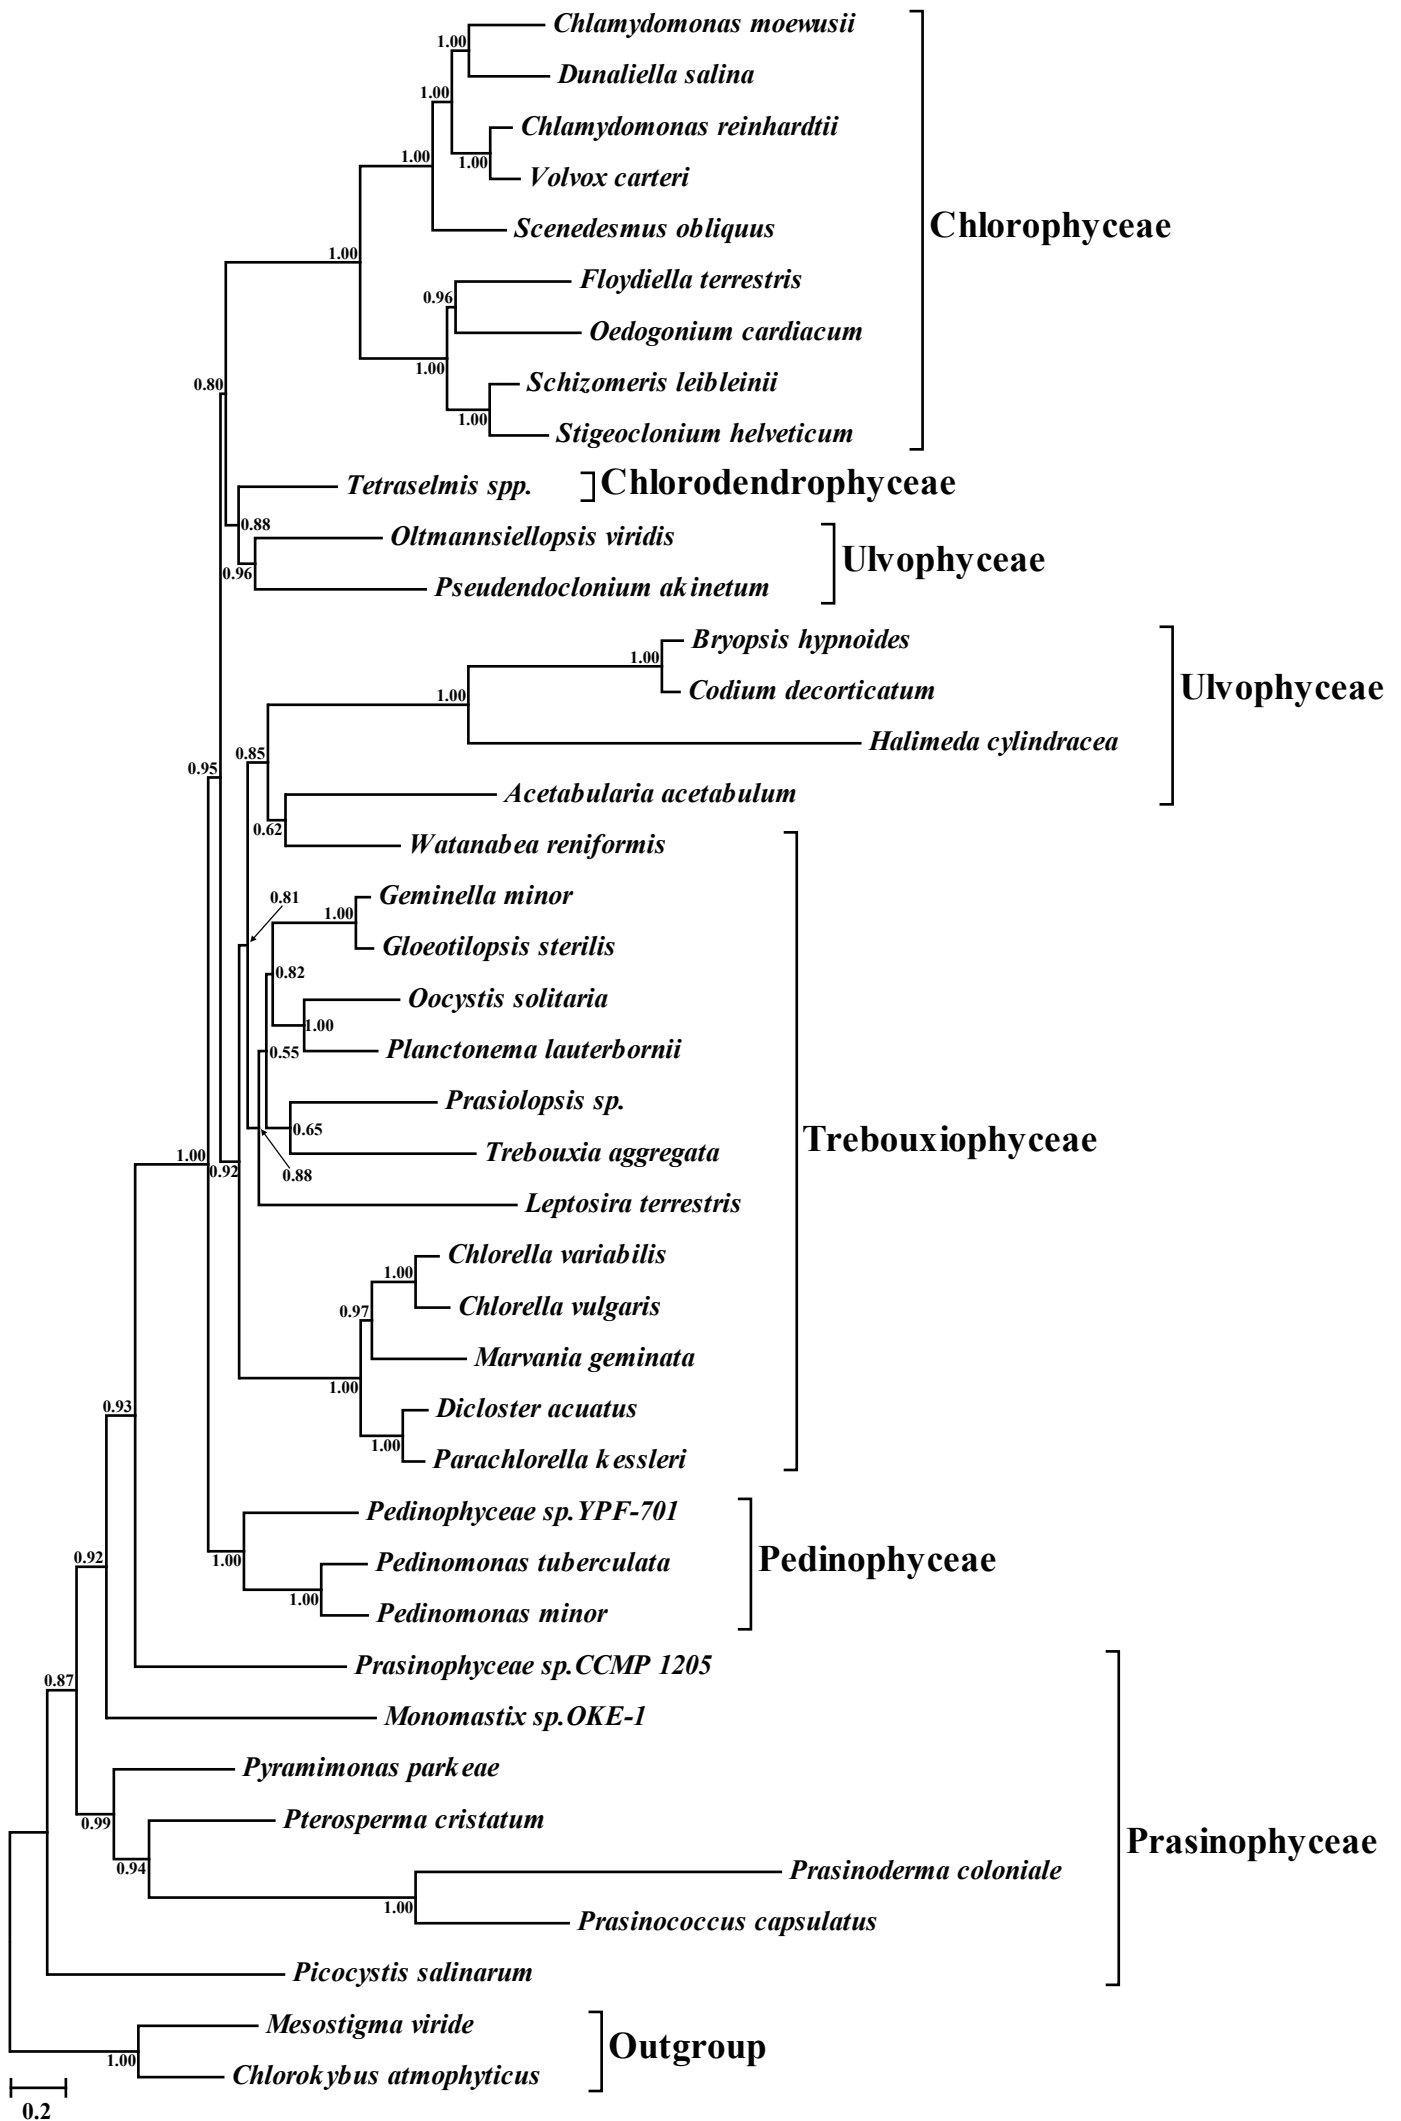 Chlamydomonas moewusii
1.00
Dunaliella salina
1.00
Chlamydomonas reinhardtii
1.00
1.00
Volvox carteri
Scenedesmus obliquus
Chlorophyceae
1.00
Floydiella terrestris
0.96
Oedogonium cardiacum
1.00
Schizomeris leibleinii
0.80
1.00
Stigeoclonium helveticum
Tetraselmis spp.
Chlorodendrophyceae
0.88
Oltmannsiellopsis viridis
Ulvophyceae
0.96
Pseudendoclonium akinetum
Bryopsis hypnoides
1.00
Codium decorticatum
Ulvophyceae
1.00
Halimeda cylindracea
0.85
0.95
Acetabularia acetabulum
0.62
Watanabea reniformis
Geminella minor
0.81
1.00
Gloeotilopsis sterilis
0.82
Oocystis solitaria
1.00
Planctonema lauterbornii
0.55
Prasiolopsis sp.
0.65
Trebouxiophyceae
Trebouxia aggregata
1.00
0.92
0.88
Leptosira terrestris
Chlorella variabilis
1.00
Chlorella vulgaris
0.97
Marvania geminata
1.00
Dicloster acuatus
0.93
1.00
Parachlorella kessleri
Pedinophyceae sp.YPF-701
1.00
Pedinomonas tuberculata
Pedinophyceae
0.92
1.00
Pedinomonas minor
Prasinophyceae sp.CCMP 1205
0.87
Monomastix sp.OKE-1
Pyramimonas parkeae
0.99
Pterosperma cristatum
Prasinophyceae
0.94
Prasinoderma coloniale
1.00
Prasinococcus capsulatus
Picocystis salinarum
Mesostigma viride
Outgroup
1.00
Chlorokybus atmophyticus
0.2